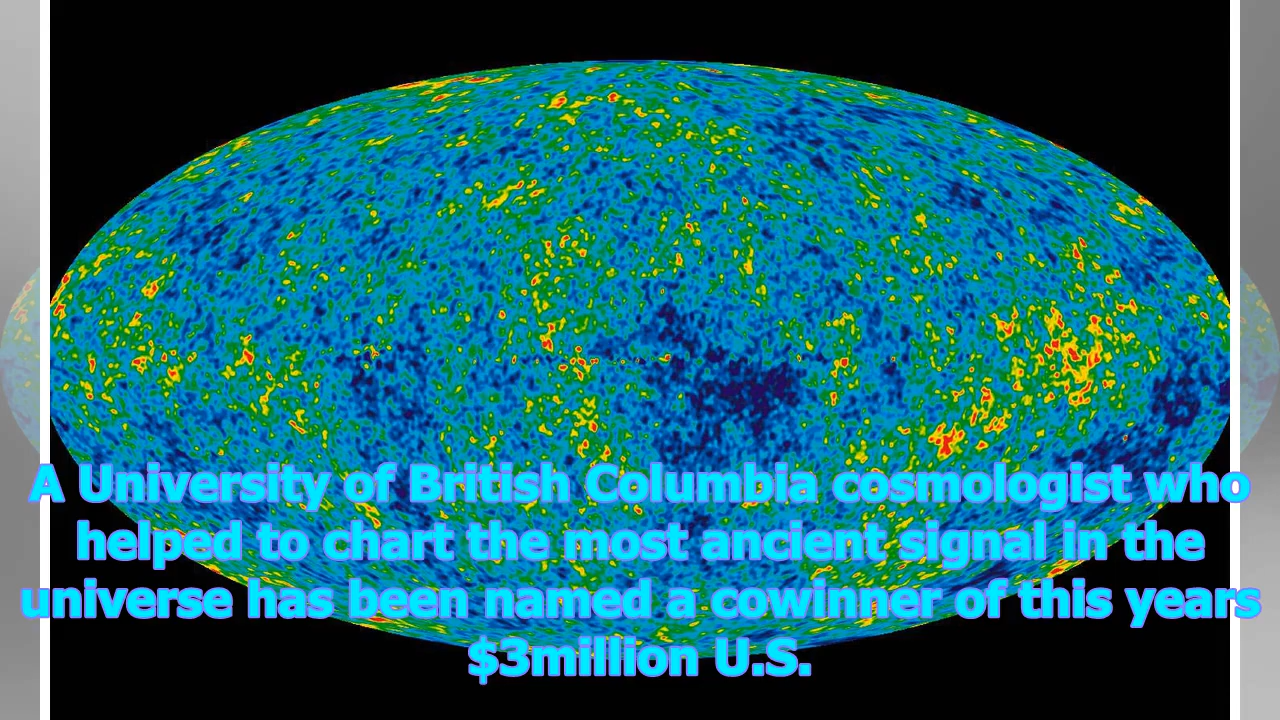 A University of British Columbia cosmologist who
helped to chart the most ancient signal in the
universe has been named a cowinner of this years
$3million U.S.